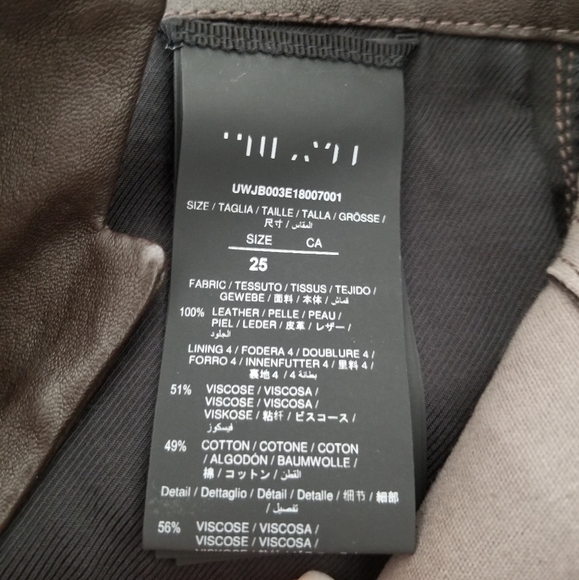 UWJB003E18007001
SIZE / TAGLIA / TAILLE / TALLA / GRÖSSE /
尺寸 / المقاس /
SIZE CA
25
FABRIC / TESSUTO / TISSUS / TEJIDO /
GEWEBE / 面料 / 本体 / قماش /
100% LEATHER / PELLE / PEAU /
PIEL / LEDER / 皮革 / レザー /
الجلود
LINING 4 / FODERA 4 / DOUBLURE 4 /
FORRO 4 / INNENFUTTER 4 / 里料 4 /
裏地 4 / بطانة 4 /
51% VISCOSE / VISCOSA /
VISCOSE / VISCOSA /
VISKOSE / 粘纤 / ビスコース /
فيسكوز
49% COTTON / COTONE / COTON
/ ALGODÓN / BAUMWOLLE /
棉 / コットン / القطن
Detail / Dettaglio / Détail / Detalle / 细节 / 細部
/ تفصيل /
56% VISCOSE / VISCOSA /
VISCOSE / VISCOSA /